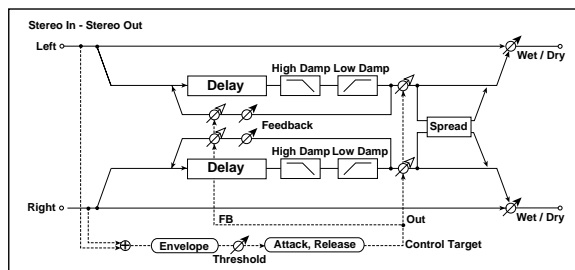 Stereo In - Stereo Out
Left
Wet / Dry
High Damp Low Damp
Delay
Feedback
Spread
High Damp Low Damp
Delay
Right
FB
Out
Wet / Dry
Envelope
Threshold
Attack, Release
Control Target